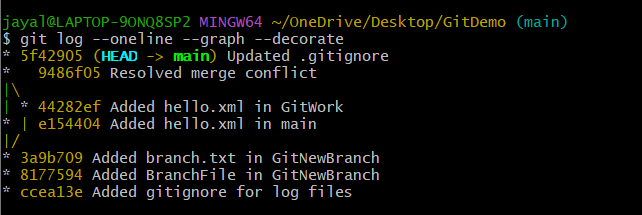 jayal@LAPTOP-9ONQ8SP2 MINGW64 ~/OneDrive/Desktop/GitDemo (main)
$ git log --oneline --graph --decorate
* 5f42905 (HEAD -> main) Updated .gitignore
*   9486f05 Resolved merge conflict
|\
| * 44282ef Added hello.xml in GitWork
* | e154404 Added hello.xml in main
|/
* 3a9b709 Added branch.txt in GitNewBranch
* 8177594 Added BranchFile in GitNewBranch
* ccea13e Added gitignore for log files